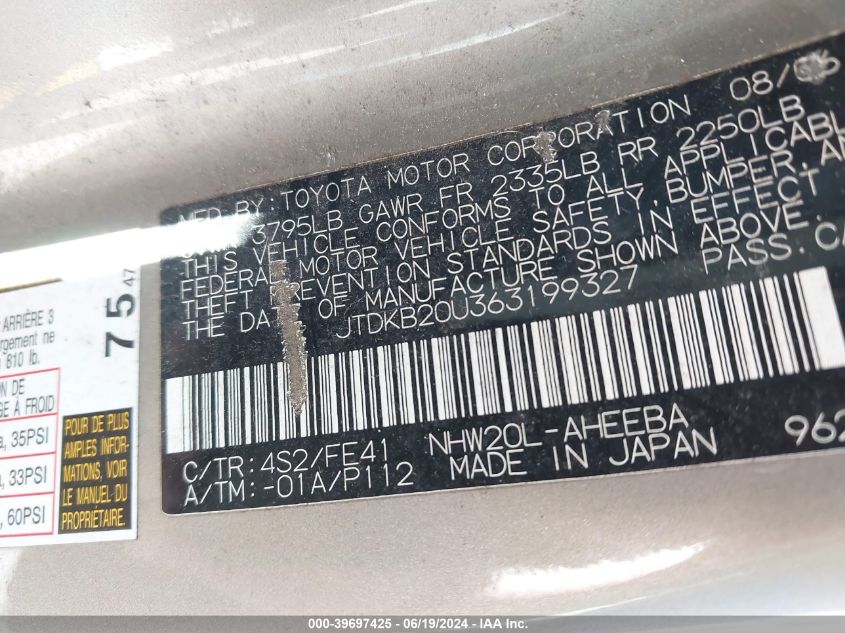 08/
MFD BY: TOYOTA MOTOR CORPORATION
3795LB GAWR FR 2335LB RR 2250LB
THIS VEHICLE CONFORMS TO ALL APPLICABL
FEDERAL MOTOR VEHICLE SAFETY, BUMPER, AN
THEFT PREVENTION STANDARDS IN EFFECT
THE DATE OF MANUFACTURE SHOWN ABOVE.
JTDKB20U363199327 PASS. CA
C/TR: 4S2/FE41 NHW20L-AHEEBA
A/TM: -01A/P112 MADE IN JAPAN 962
75 47
ARRIÈRE 3
rgement ne
810 lb.
ON DE
GE À FROID
a, 35PSI
, 33PSI
, 60PSI
POUR DE PLUS
AMPLES INFOR-
MATIONS, VOIR
LE MANUEL DU
PROPRIÉTAIRE.
000-39697425 - 06/19/2024 - IAA Inc.